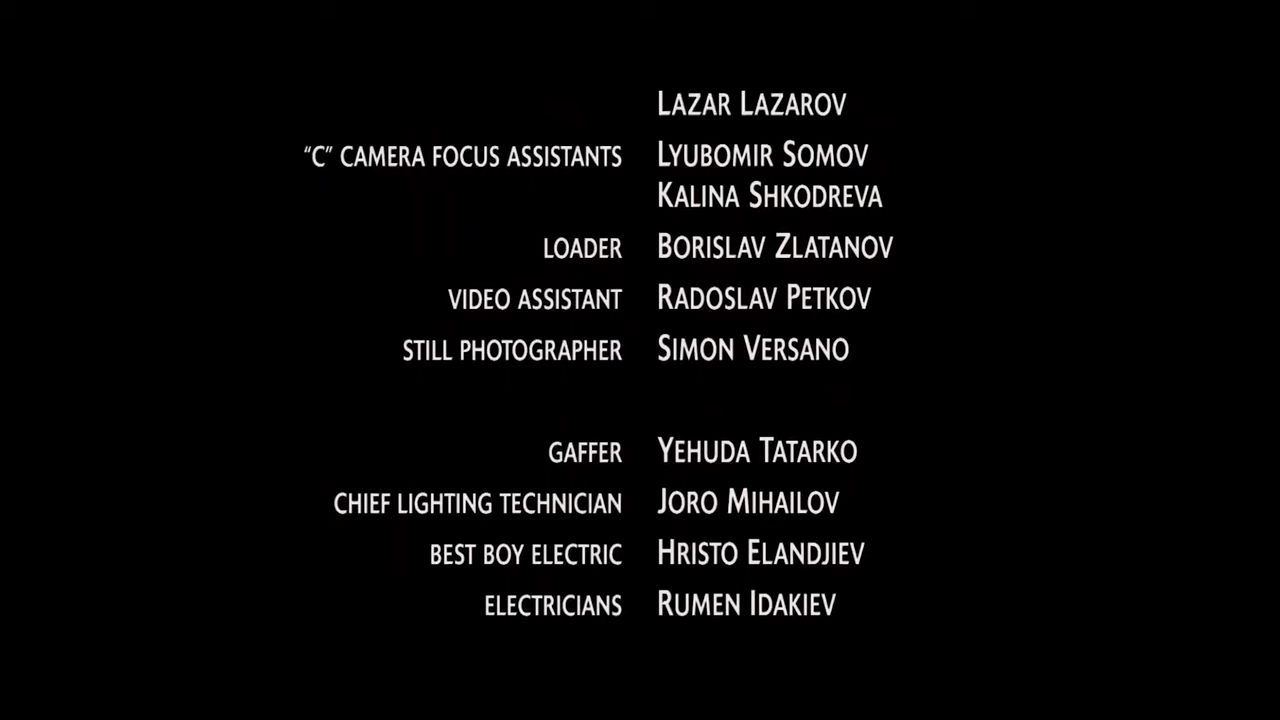 LAZAR LAZAROV
“C” CAMERA FOCUS ASSISTANTS LYUBOMIR SOMOV
KALINA SHKODREVA
LOADER BORISLAV ZLATANOV
VIDEO ASSISTANT RADOSLAV PETKOV
STILL PHOTOGRAPHER SIMON VERSANO
GAFFER YEHUDA TATARKO
CHIEF LIGHTING TECHNICIAN JORO MIHAILOV
BEST BOY ELECTRIC HRISTO ELANDJIEV
ELECTRICIANS RUMEN IDAKIEV